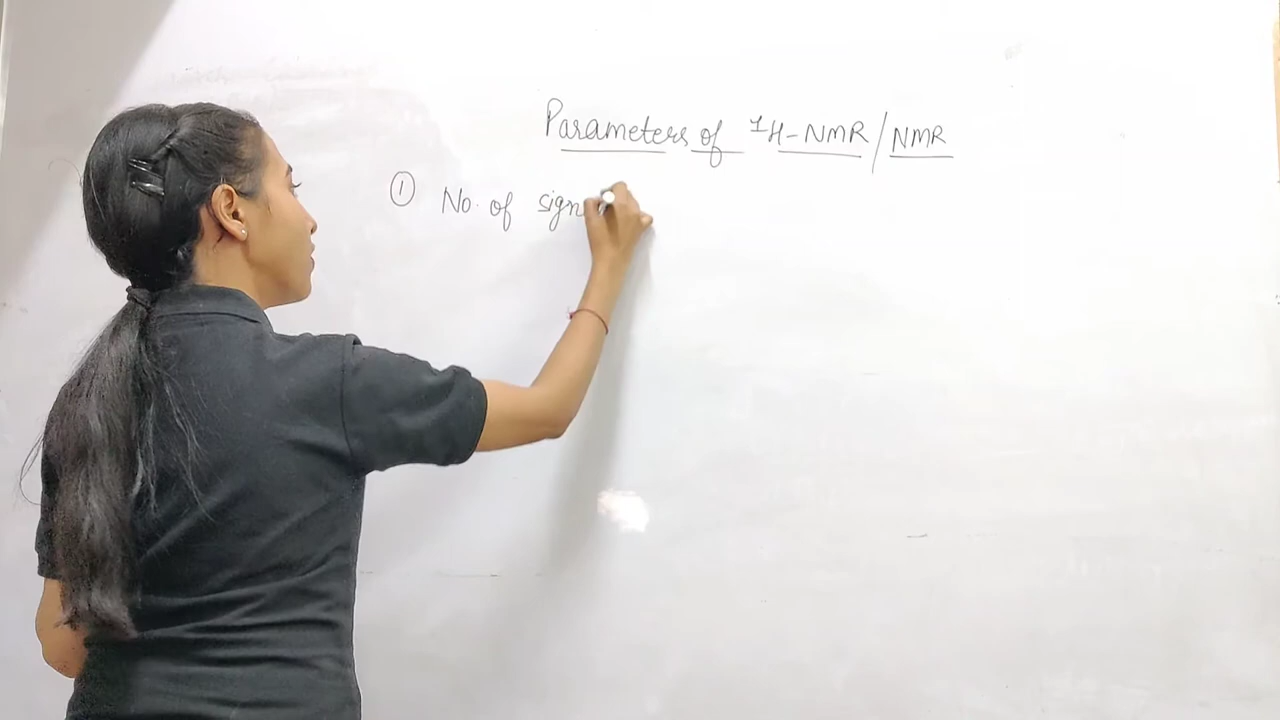 Parameters of ¹H-NMR/NMR
① No. of sign